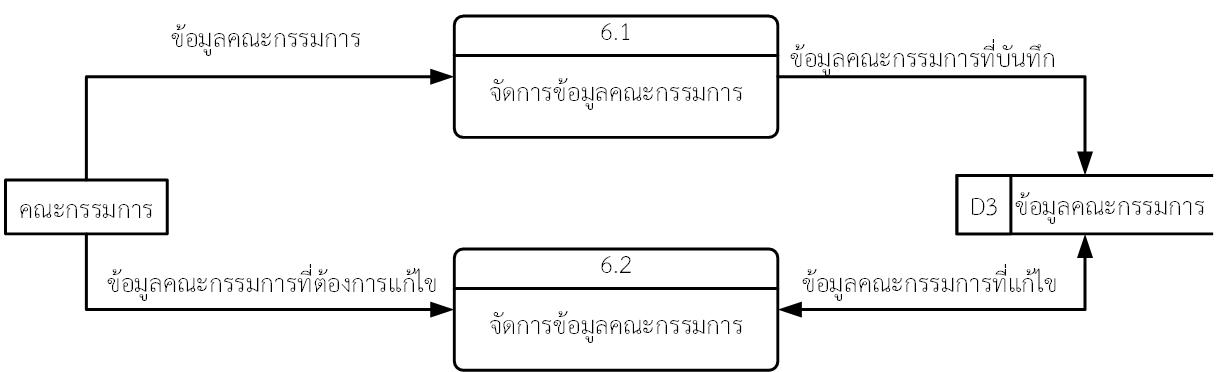 6.1
ข้อมูลคณะกรรมการ
ข้อมูลคณะกรรมการที่บันทึก
จัดการข้อมูลคณะกรรมการ
คณะกรรมการ
D3 ข้อมูลคณะกรรมการ
6.2
ข้อมูลคณะกรรมการที่ต้องการแก้ไข
ข้อมูลคณะกรรมการที่แก้ไข
จัดการข้อมูลคณะกรรมการ